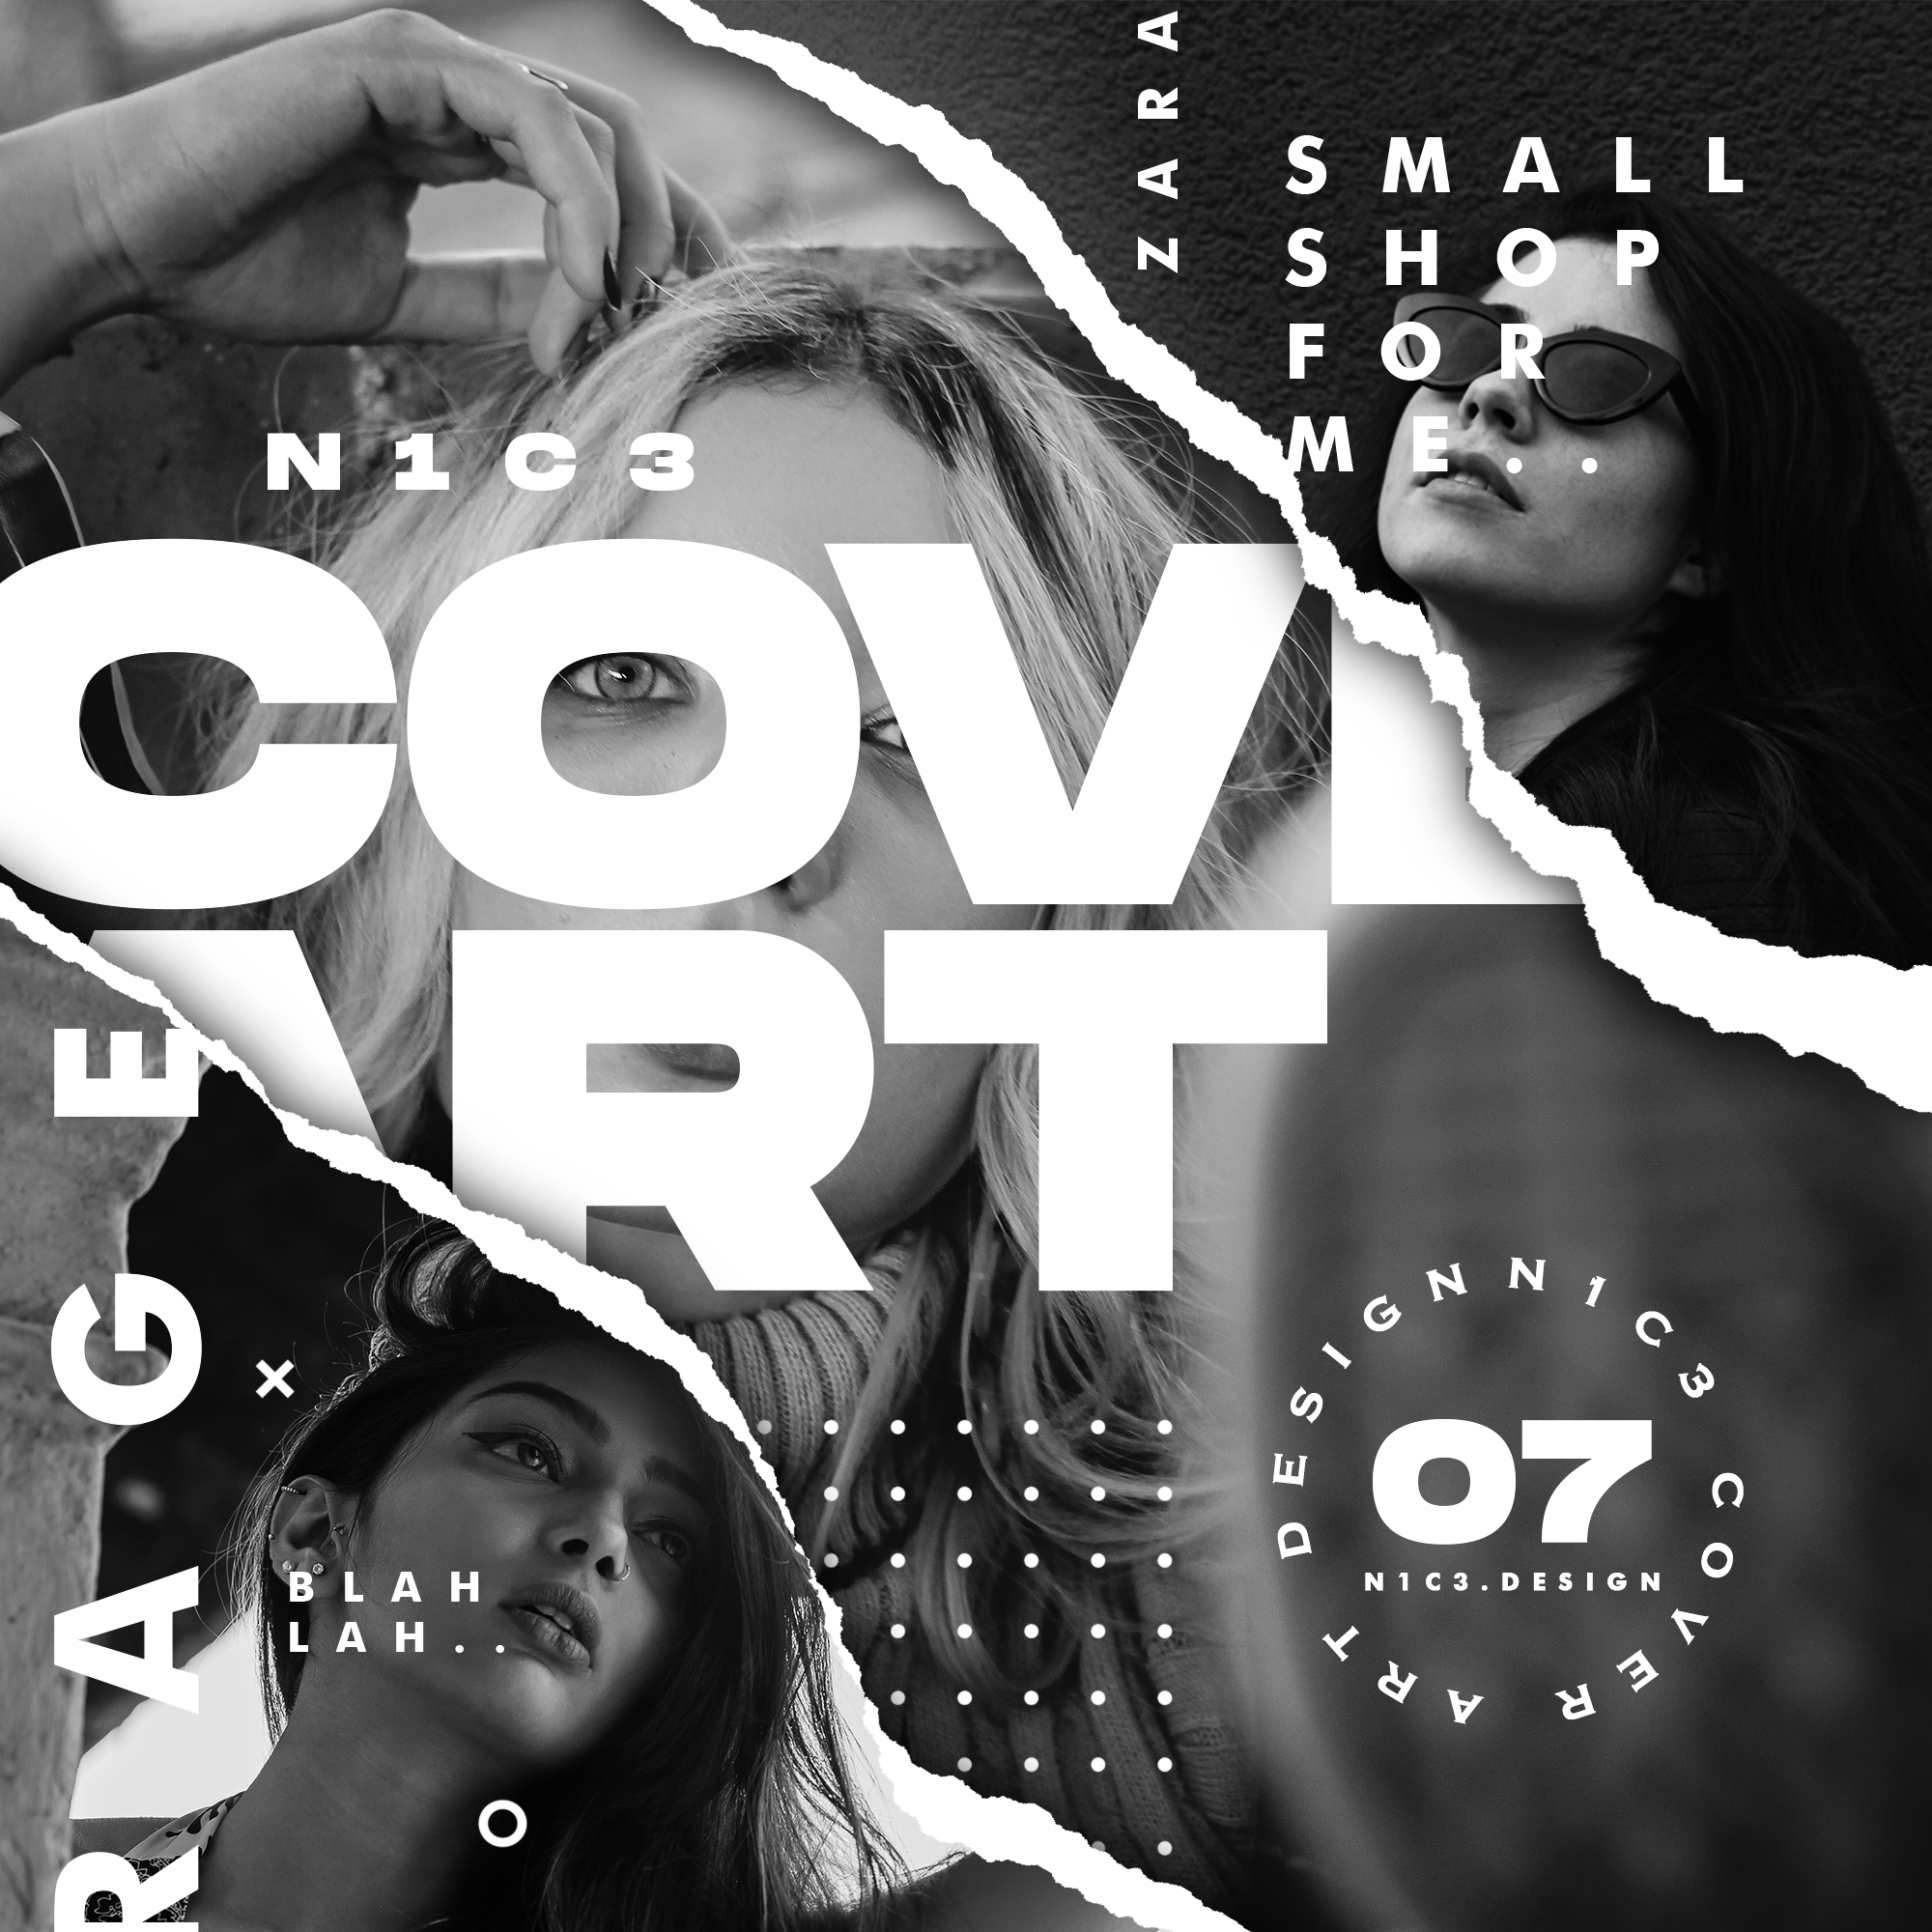 ZARA
SMALL
SHOP
FOR
ME..
N1C3
COV
ART
RAGE
BLAH
LAH..
N1C3 COVER ART DESIGN
07
N1C3.DESIGN